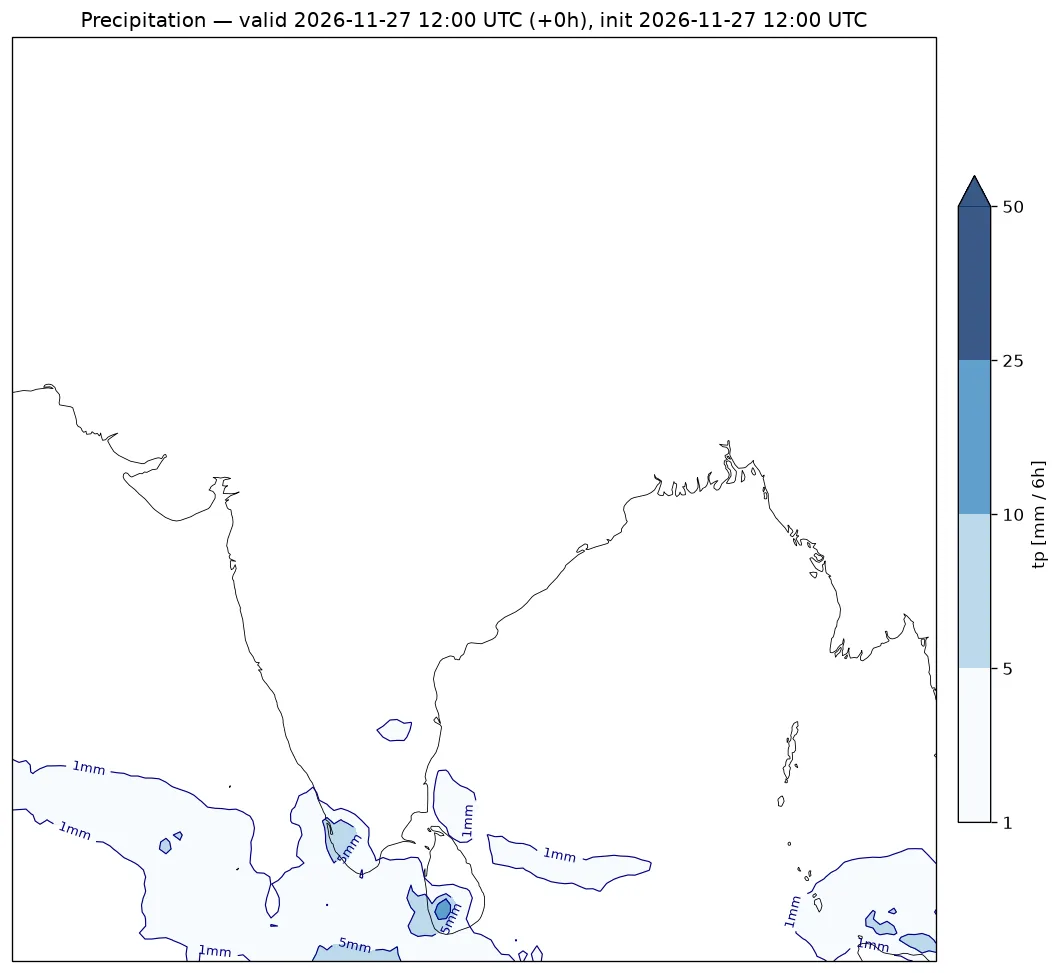 Precipitation — valid 2026-11-27 12:00 UTC (+0h), init 2026-11-27 12:00 UTC
50
25
10
5
1
tp [mm / 6h]
1mm
1mm
1mm
1mm
5mm
5mm
1mm
5mm
1mm
1mm